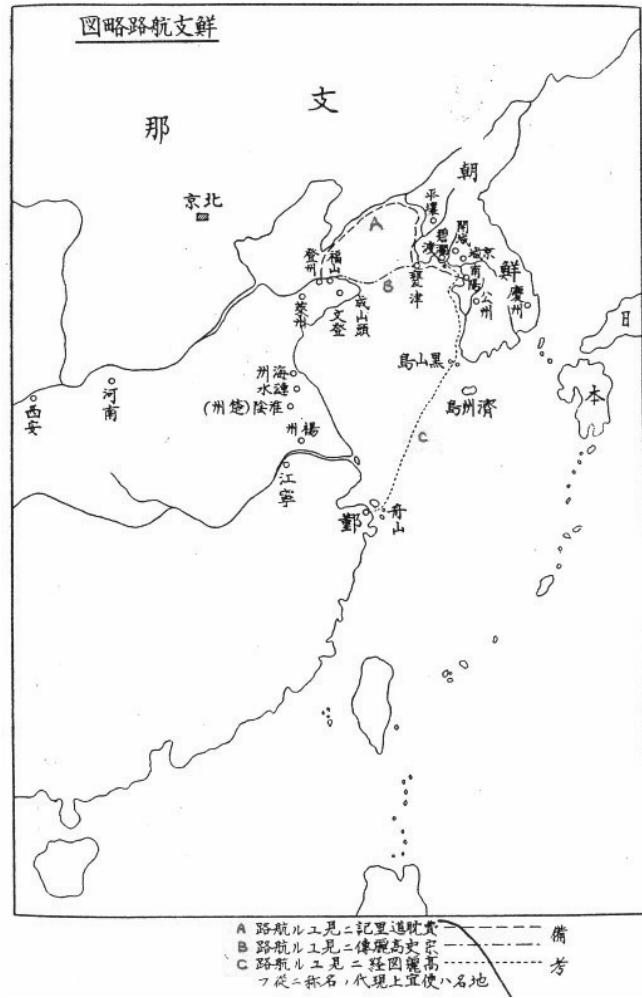 鮮支航路略図
支那
朝鮮
日本
北京
平壌
碧瀾渡
開城
京城
南陽
公州
慶州
甕津
A
B
C
登州
福山
萊州
文登
成山頭
海州
漣水
淮陰(楚州)
楊州
江寧
河南
西安
黒山島
濟州島
鄞
舟山
備考
A 賈耽道里記ニ見エル航路
B 宋史高麗傳ニ見エル航路
C 高麗図経ニ見エル航路
地名ハ便宜上現代ノ名称ニ従フ